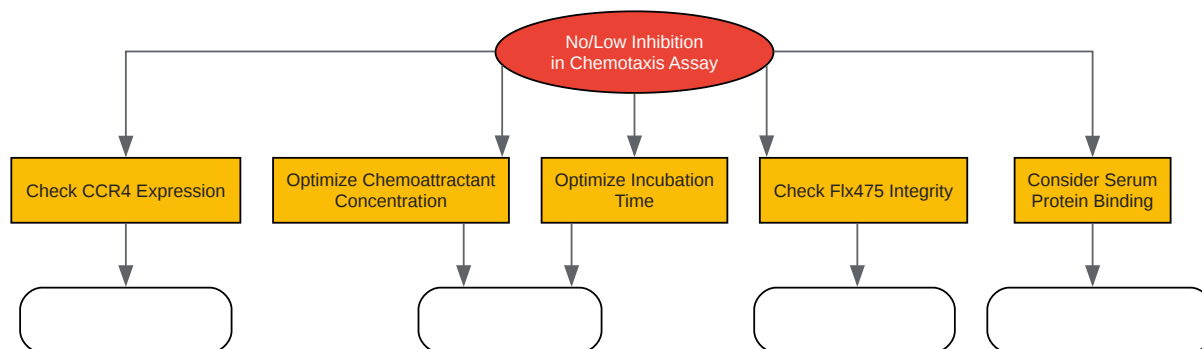 No/Low Inhibition
in Chemotaxis Assay
Check CCR4 Expression
Optimize Chemoattractant
Concentration
Optimize Incubation
Time
Check Flx475 Integrity
Consider Serum
Protein Binding